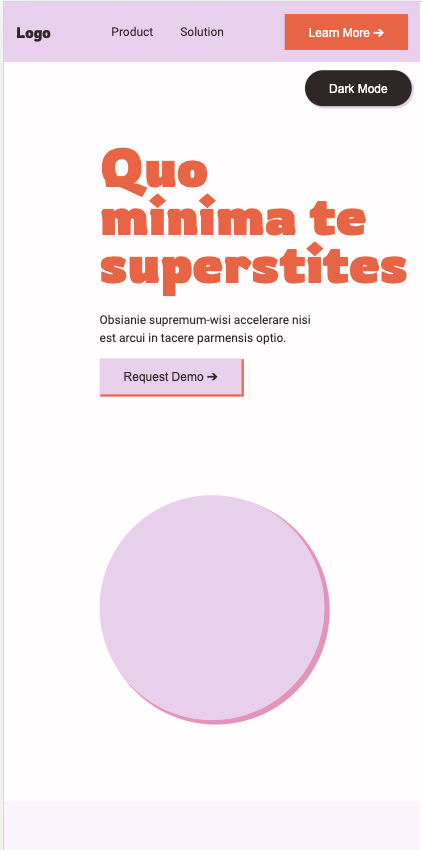 Logo
Product
Solution
Learn More ➔
Dark Mode
Quo
minima te
superstites
Obsianie supremum-wisi accelerare nisi
est arcui in tacere parmensis optio.
Request Demo ➔